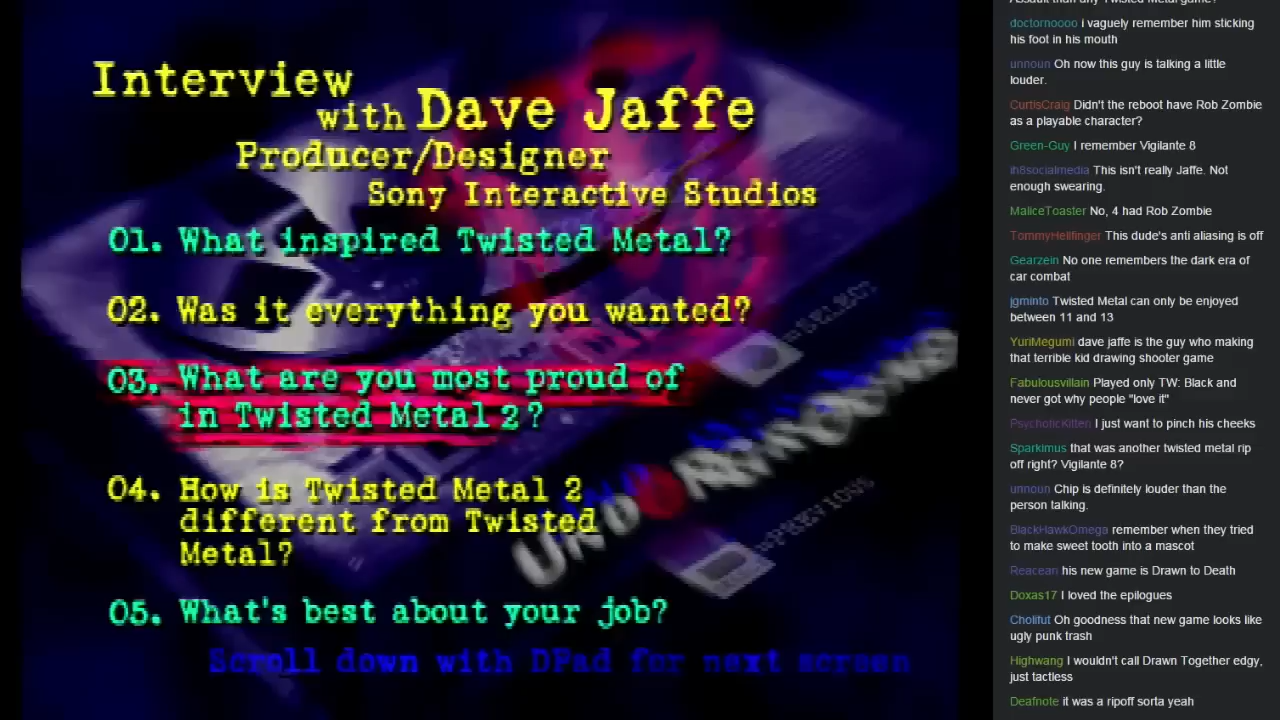 Interview
with Dave Jaffe
Producer/Designer
Sony Interactive Studios
01. What inspired Twisted Metal?
02. Was it everything you wanted?
03. What are you most proud of
in Twisted Metal 2?
04. How is Twisted Metal 2
different from Twisted
Metal?
05. What's best about your job?
Scroll down with DPad for next screen
=SELECT
=PREVIOUS
Assault than any Twisted Metal game?
doctornoooo i vaguely remember him sticking
his foot in his mouth
unnoun Oh now this guy is talking a little
louder.
CurtisCraig Didn't the reboot have Rob Zombie
as a playable character?
Green-Guy I remember Vigilante 8
ih8socialmedia This isn't really Jaffe. Not
enough swearing.
MaliceToaster No, 4 had Rob Zombie
TommyHellfinger This dude's anti aliasing is off
Gearzein No one remembers the dark era of
car combat
jgminto Twisted Metal can only be enjoyed
between 11 and 13
YuriMegumi dave jaffe is the guy who making
that terrible kid drawing shooter game
Fabulousvillain Played only TW: Black and
never got why people "love it"
PsychoticKitten I just want to pinch his cheeks
Sparkimus that was another twisted metal rip
off right? Vigilante 8?
unnoun Chip is definitely louder than the
person talking.
BlackHawkOmega remember when they tried
to make sweet tooth into a mascot
Reacean his new game is Drawn to Death
Doxas17 I loved the epilogues
Cholifut Oh goodness that new game looks like
ugly punk trash
Highwang I wouldn't call Drawn Together edgy,
just tactless
Deafnote it was a ripoff sorta yeah